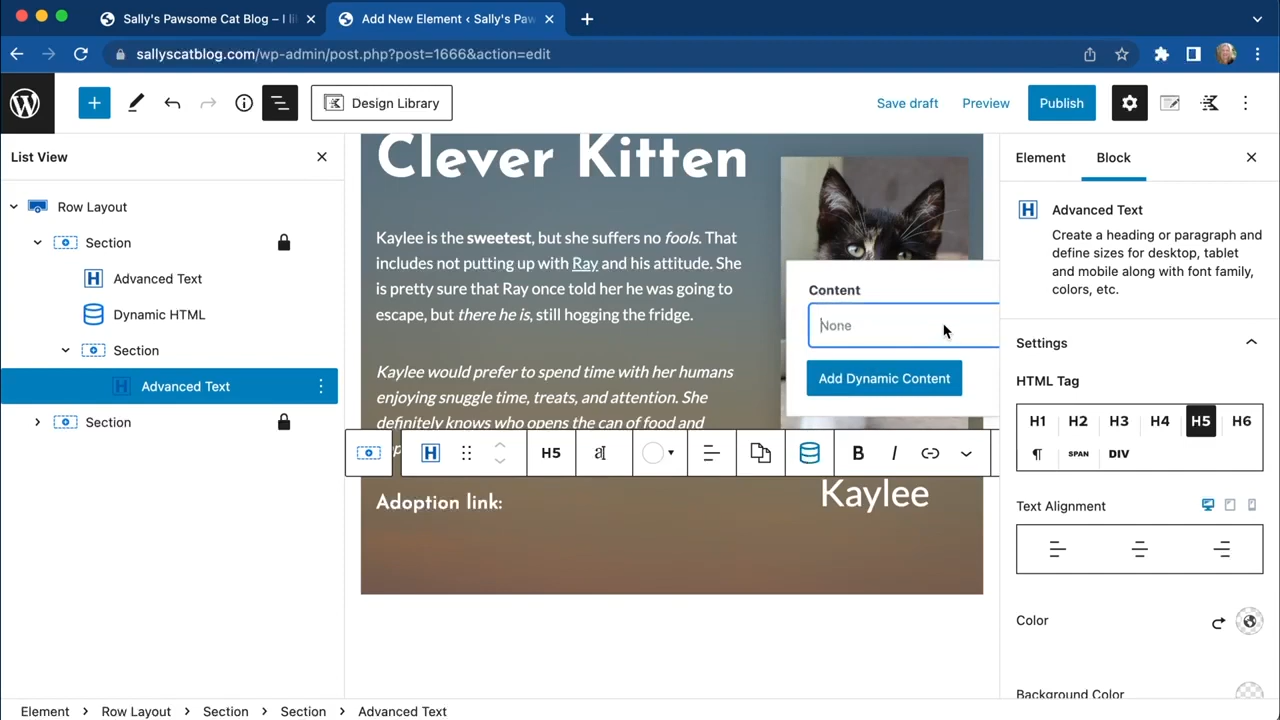 Sally's Pawsome Cat Blog – I li
Add New Element ‹ Sally's Paw
sallyscatblog.com/wp-admin/post.php?post=1666&action=edit
Design Library
Save draft
Preview
Publish
List View
Row Layout
Section
Advanced Text
Dynamic HTML
Section
Advanced Text
Section
Clever Kitten
Kaylee is the sweetest, but she suffers no fools. That
includes not putting up with Ray and his attitude. She
is pretty sure that Ray once told her he was going to
escape, but there he is, still hogging the fridge.
Kaylee would prefer to spend time with her humans
enjoying snuggle time, treats, and attention. She
definitely knows who opens the can of food and
H5
Adoption link:
Kaylee
Content
None
Add Dynamic Content
Element
Block
Advanced Text
Create a heading or paragraph and
define sizes for desktop, tablet
and mobile along with font family,
colors, etc.
Settings
HTML Tag
H1 H2 H3 H4 H5 H6
¶ SPAN DIV
Text Alignment
Color
Background Color
Element > Row Layout > Section > Section > Advanced Text